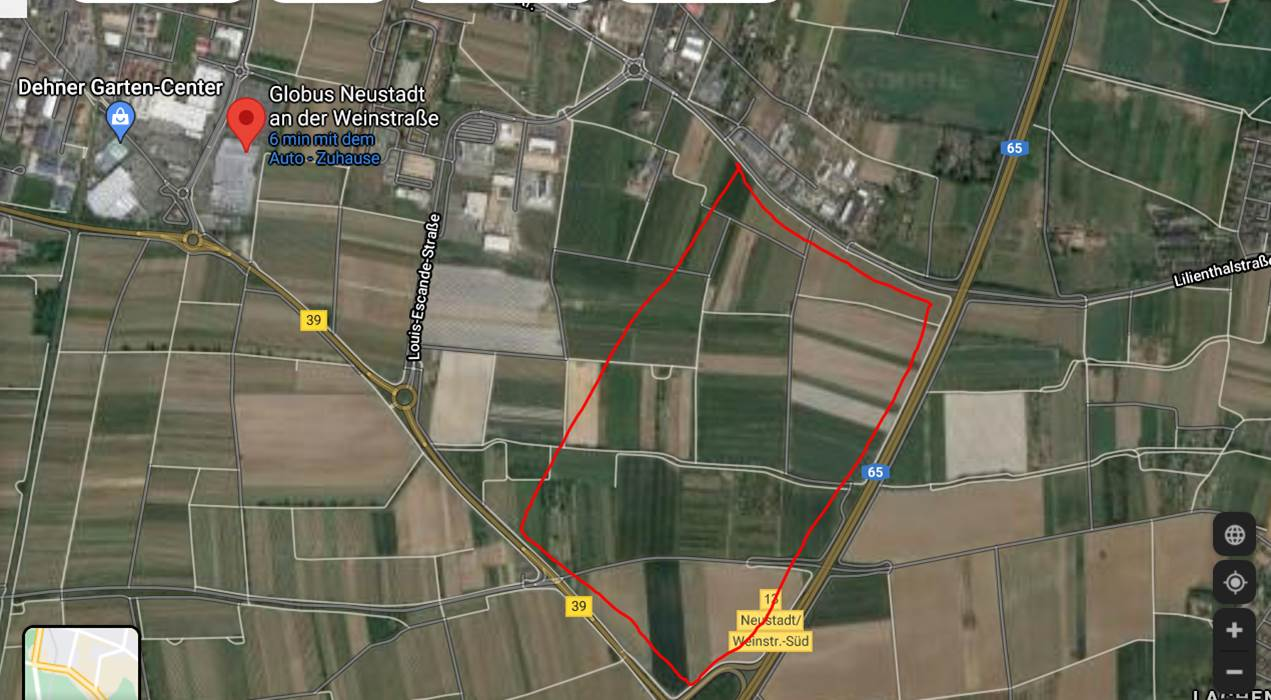 Dehner Garten-Center
Globus Neustadt
an der Weinstraße
6 min mit dem
Auto - Zuhause
65
Louis-Escande-Straße
Lilienthalstraße
39
65
39
13
Neustadt/
Weinstr.-Süd